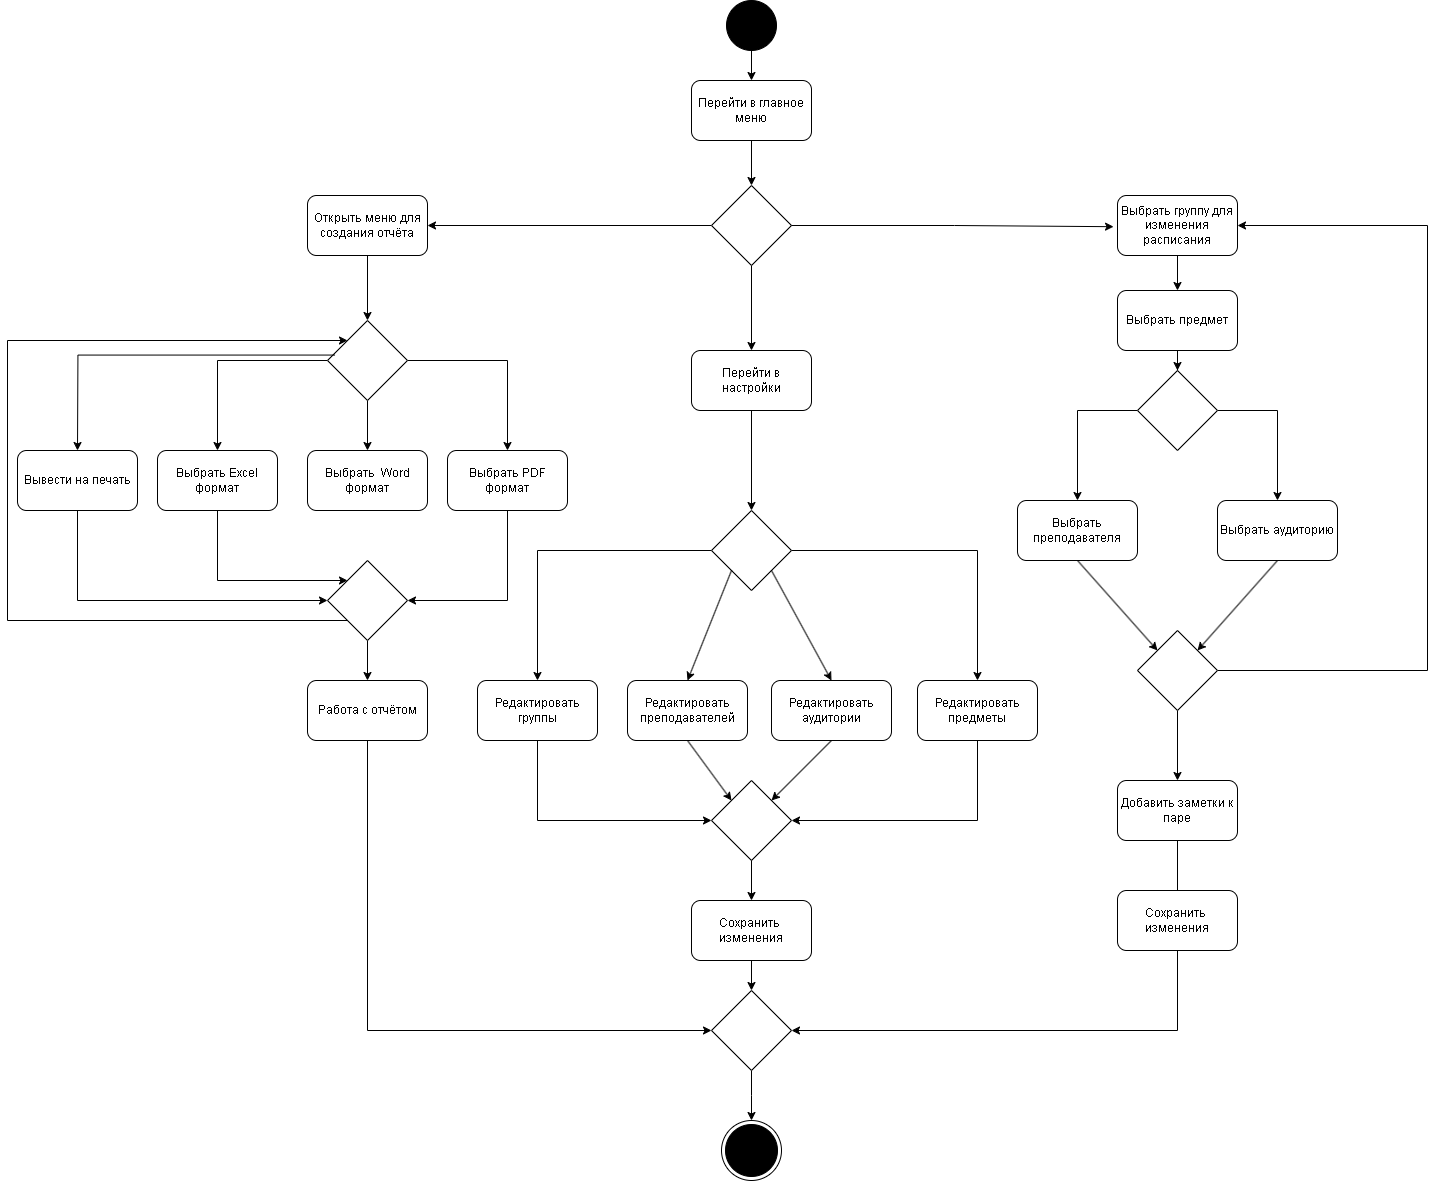 Перейти в главное
меню
Открыть меню для
создания отчёта
Выбрать группу для
изменения
расписания
Выбрать предмет
Перейти в
настройки
Вывести на печать
Выбрать Excel
формат
Выбрать Word
формат
Выбрать PDF
формат
Выбрать
преподавателя
Выбрать аудиторию
Работа с отчётом
Редактировать
группы
Редактировать
преподавателей
Редактировать
аудитории
Редактировать
предметы
Добавить заметки к
паре
Сохранить
изменения
Сохранить
изменения